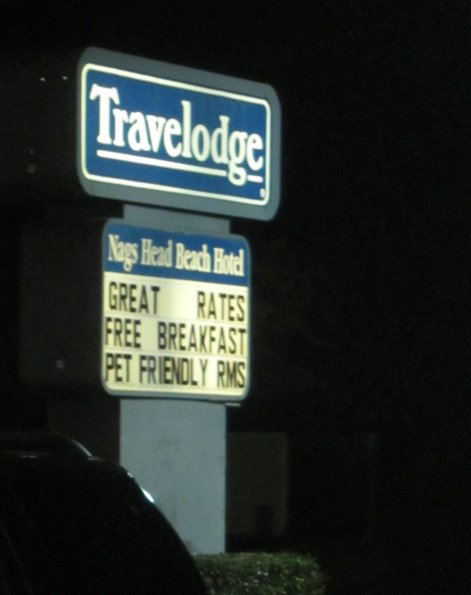 Travelodge
Nags Head Beach Hotel
GREAT RATES
FREE BREAKFAST
PET FRIENDLY RMS